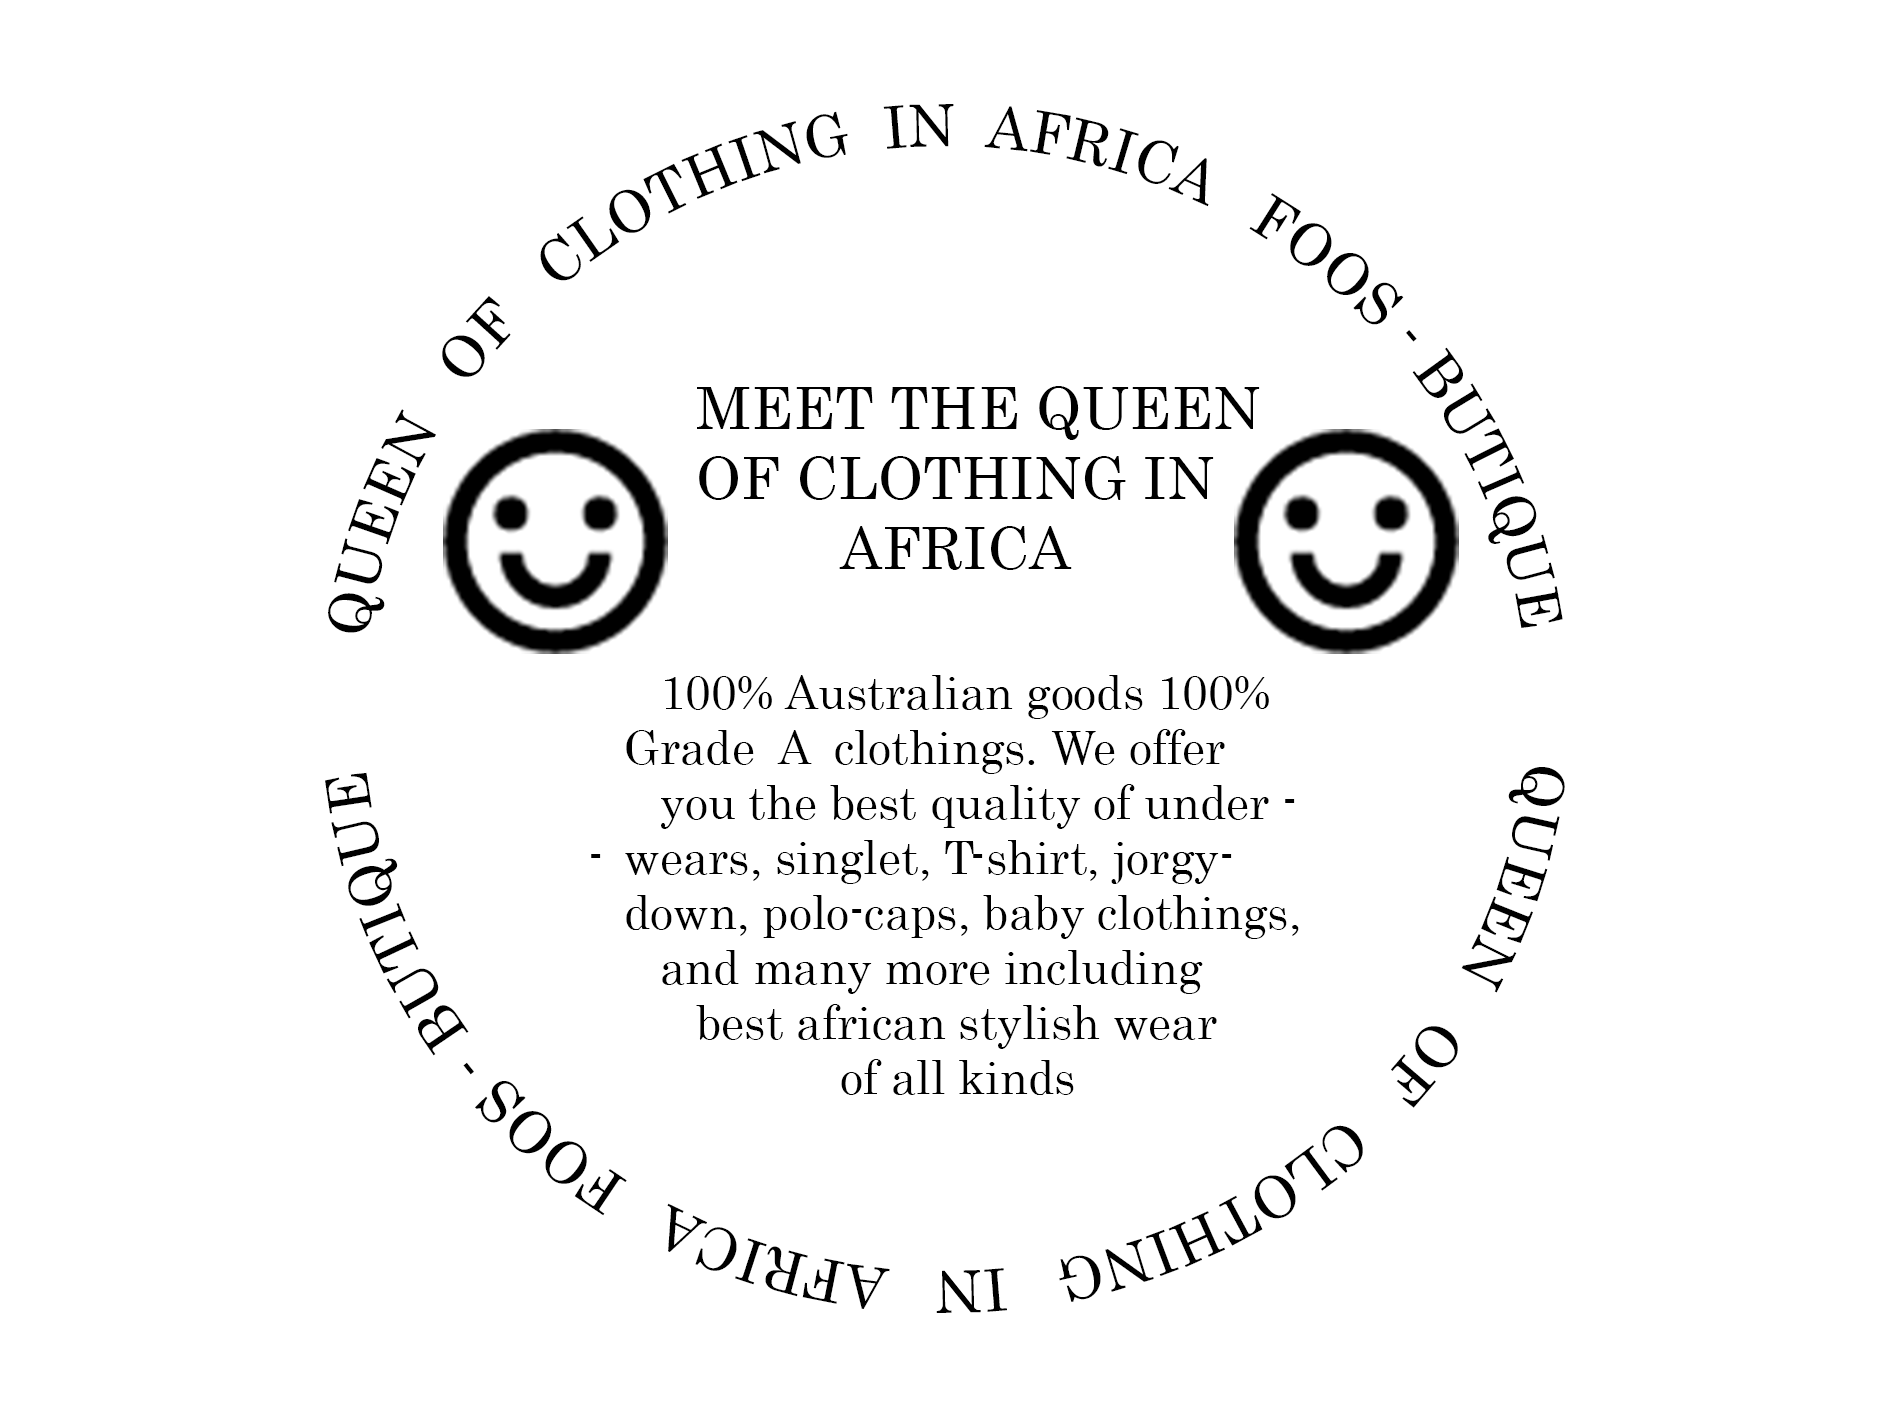 QUEEN OF CLOTHING IN AFRICA FOOS - BUTIQUE
MEET THE QUEEN
OF CLOTHING IN
AFRICA
100% Australian goods 100%
Grade A clothings. We offer
you the best quality of under -
- wears, singlet, T-shirt, jorgy-
down, polo-caps, baby clothings,
and many more including
best african stylish wear
of all kinds
QUEEN OF CLOTHING IN AFRICA FOOS - BUTIQUE